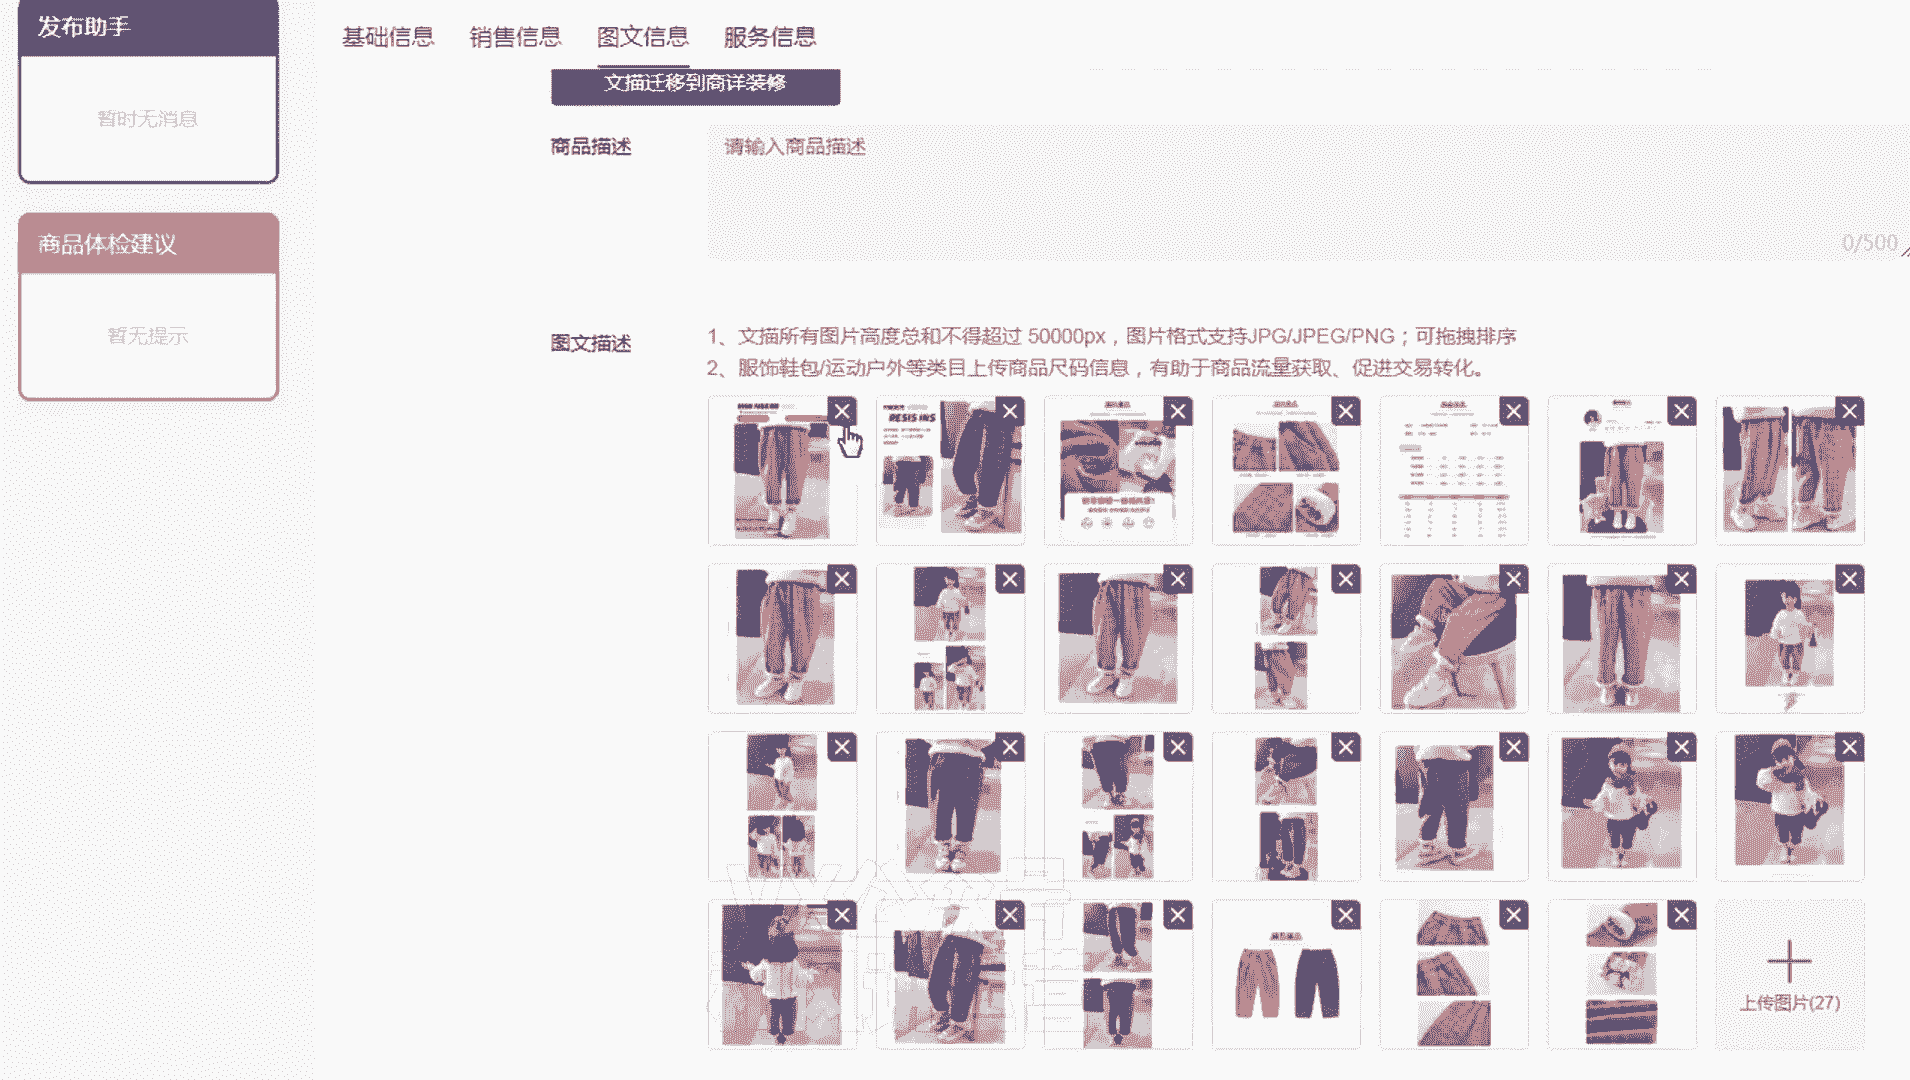 发布助手
暂时无消息
商品体检建议
暂无提示
基础信息
销售信息
图文信息
服务信息
文描迁移到商详装修
商品描述
请输入商品描述
0/500
图文描述
1、文描所有图片高度总和不得超过 50000px，图片格式支持JPG/JPEG/PNG；可拖拽排序
2、服饰鞋包/运动户外等类目上传商品尺码信息，有助于商品流量获取、促进交易转化。
RESIS INS
上传图片(27)